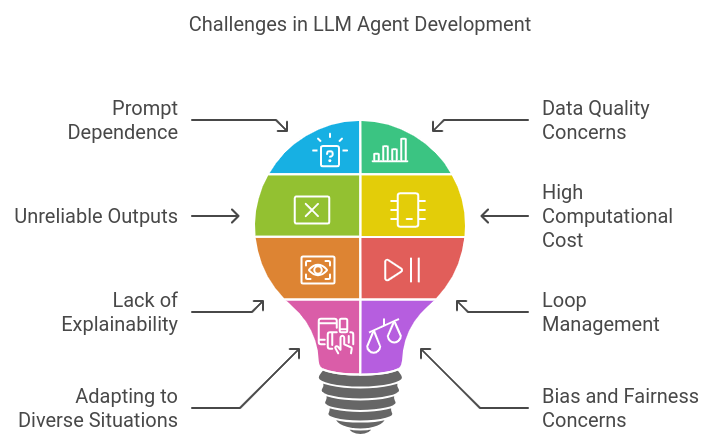 Challenges in LLM Agent Development
Prompt
Dependence
Data Quality
Concerns
Unreliable Outputs
High
Computational
Cost
Lack of
Explainability
Loop
Management
Adapting to
Diverse Situations
Bias and Fairness
Concerns
?